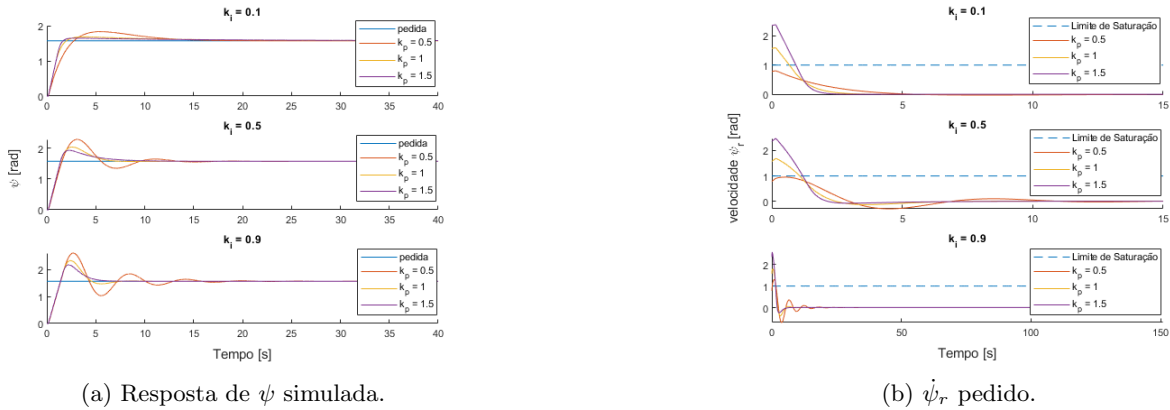 k_i = 0.1
2
1
0
0 5 10 15 20 25 30 35 40
pedida
k_p = 0.5
k_p = 1
k_p = 1.5
k_i = 0.5
ψ [rad]
2
1
0
0 5 10 15 20 25 30 35 40
pedida
k_p = 0.5
k_p = 1
k_p = 1.5
k_i = 0.9
2
1
0
0 5 10 15 20 25 30 35 40
pedida
k_p = 0.5
k_p = 1
k_p = 1.5
Tempo [s]
(a) Resposta de ψ simulada.
k_i = 0.1
2
1
0
0 5 10 15
Limite de Saturação
k_p = 0.5
k_p = 1
k_p = 1.5
k_i = 0.5
velocidade ψ_r [rad]
2
1
0
0 5 10 15
Limite de Saturação
k_p = 0.5
k_p = 1
k_p = 1.5
k_i = 0.9
2
1
0
0 50 100 150
Limite de Saturação
k_p = 0.5
k_p = 1
k_p = 1.5
Tempo [s]
(b) ψ̇_r pedido.